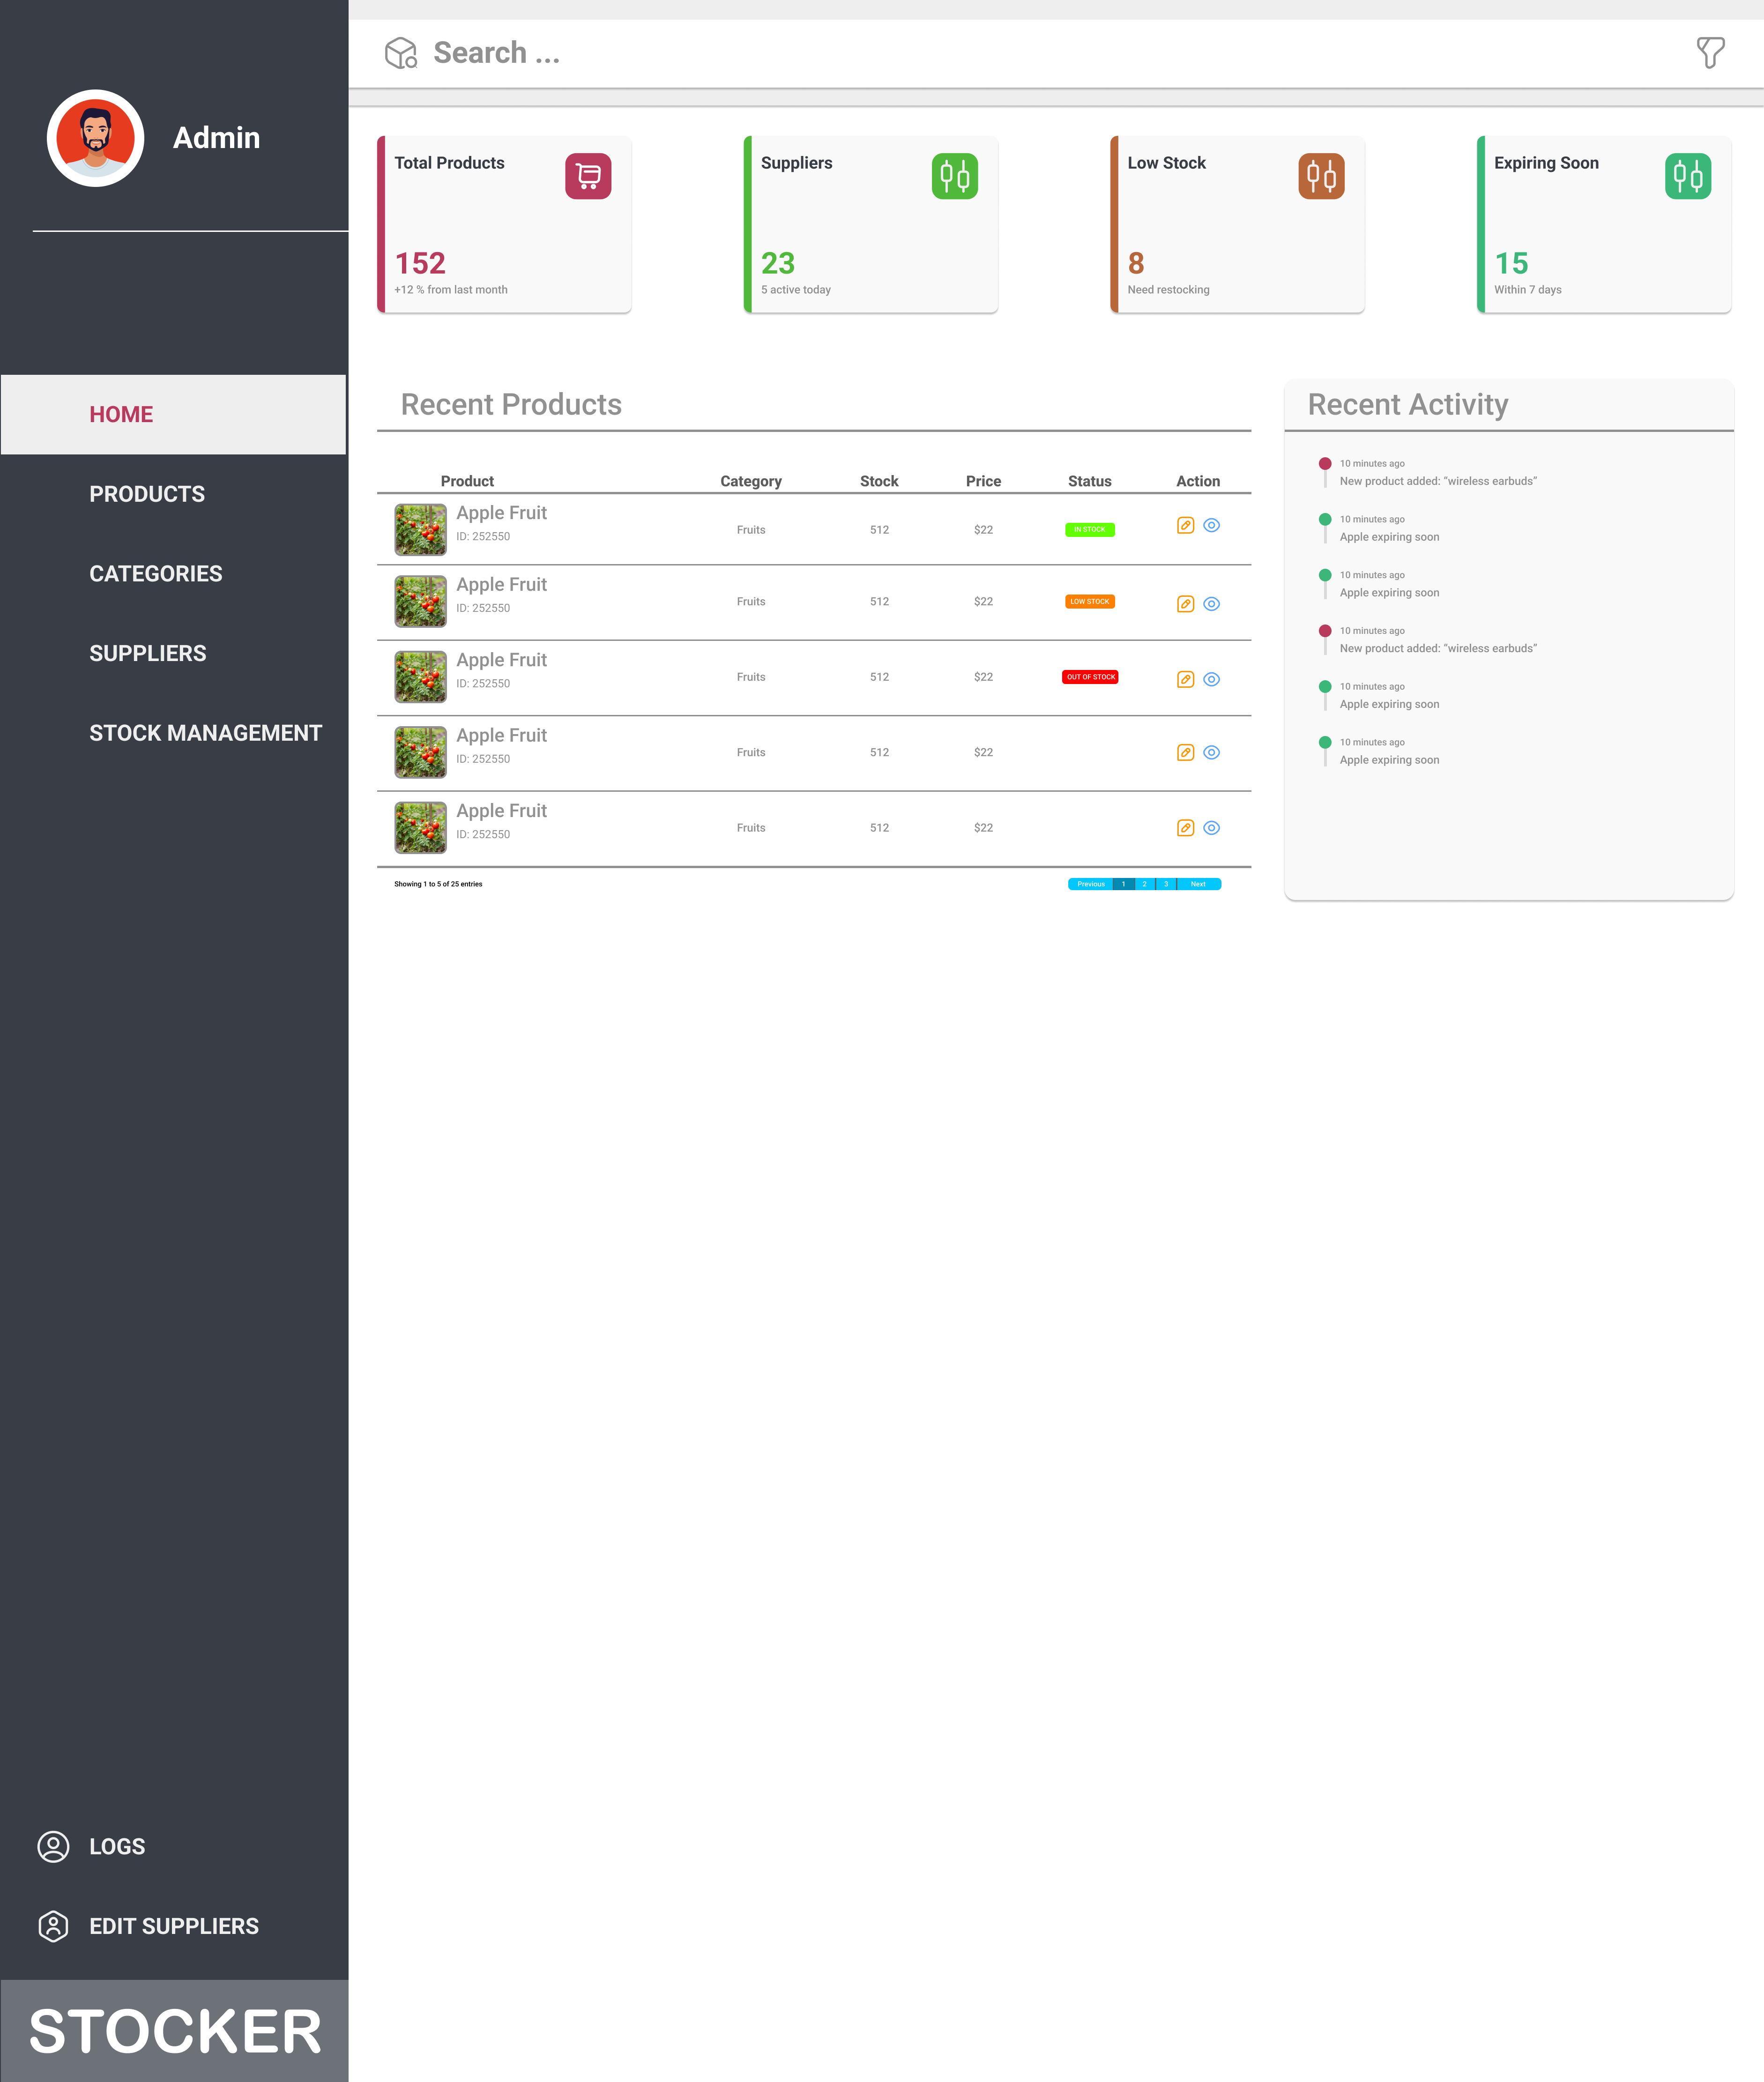 Search ...
Admin
Total Products
152
+12 % from last month
Suppliers
23
5 active today
Low Stock
8
Need restocking
Expiring Soon
15
Within 7 days
HOME
PRODUCTS
CATEGORIES
SUPPLIERS
STOCK MANAGEMENT
Recent Products
Product Category Stock Price Status Action
Apple Fruit
ID: 252550
Fruits 512 $22 IN STOCK
Apple Fruit
ID: 252550
Fruits 512 $22 LOW STOCK
Apple Fruit
ID: 252550
Fruits 512 $22 OUT OF STOCK
Apple Fruit
ID: 252550
Fruits 512 $22
Apple Fruit
ID: 252550
Fruits 512 $22
Showing 1 to 5 of 25 entries
Previous 1 2 3 Next
Recent Activity
10 minutes ago
New product added: “wireless earbuds”
10 minutes ago
Apple expiring soon
10 minutes ago
Apple expiring soon
10 minutes ago
New product added: “wireless earbuds”
10 minutes ago
Apple expiring soon
10 minutes ago
Apple expiring soon
LOGS
EDIT SUPPLIERS
STOCKER